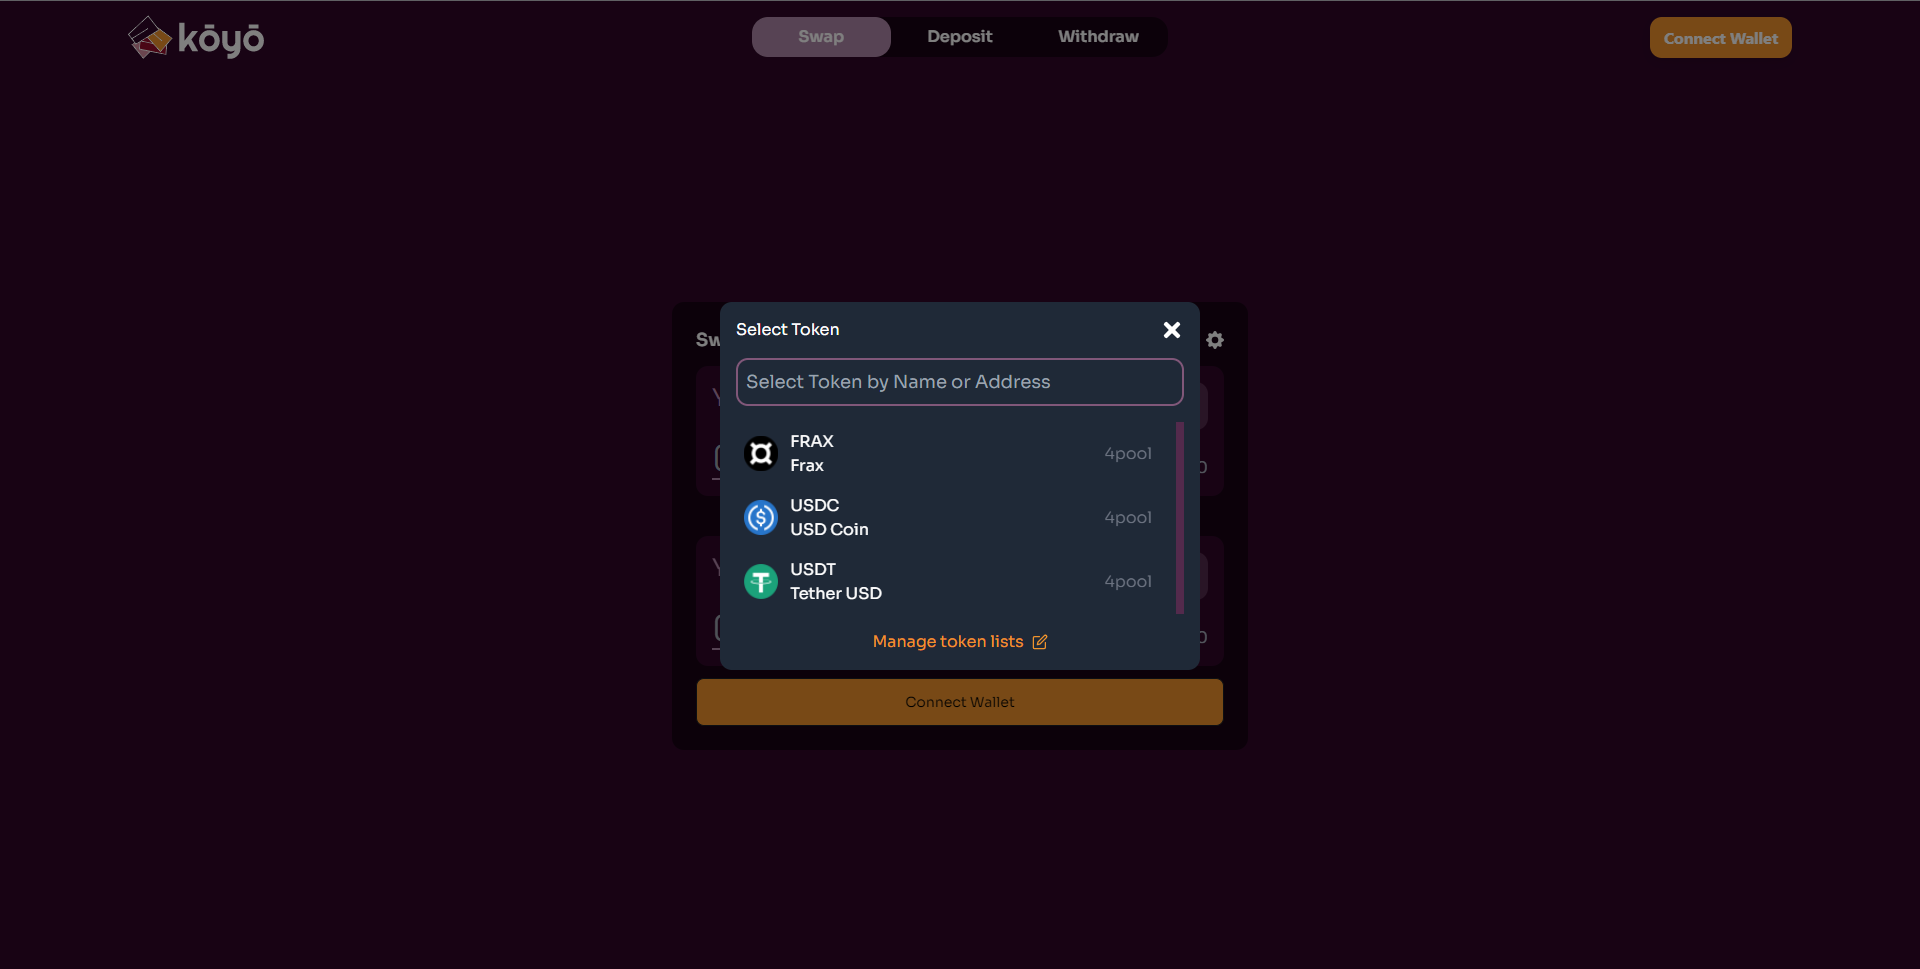 kōyō
Swap
Deposit
Withdraw
Connect Wallet
Select Token
Select Token by Name or Address
FRAX
Frax
4pool
USDC
USD Coin
4pool
USDT
Tether USD
4pool
Manage token lists
Connect Wallet